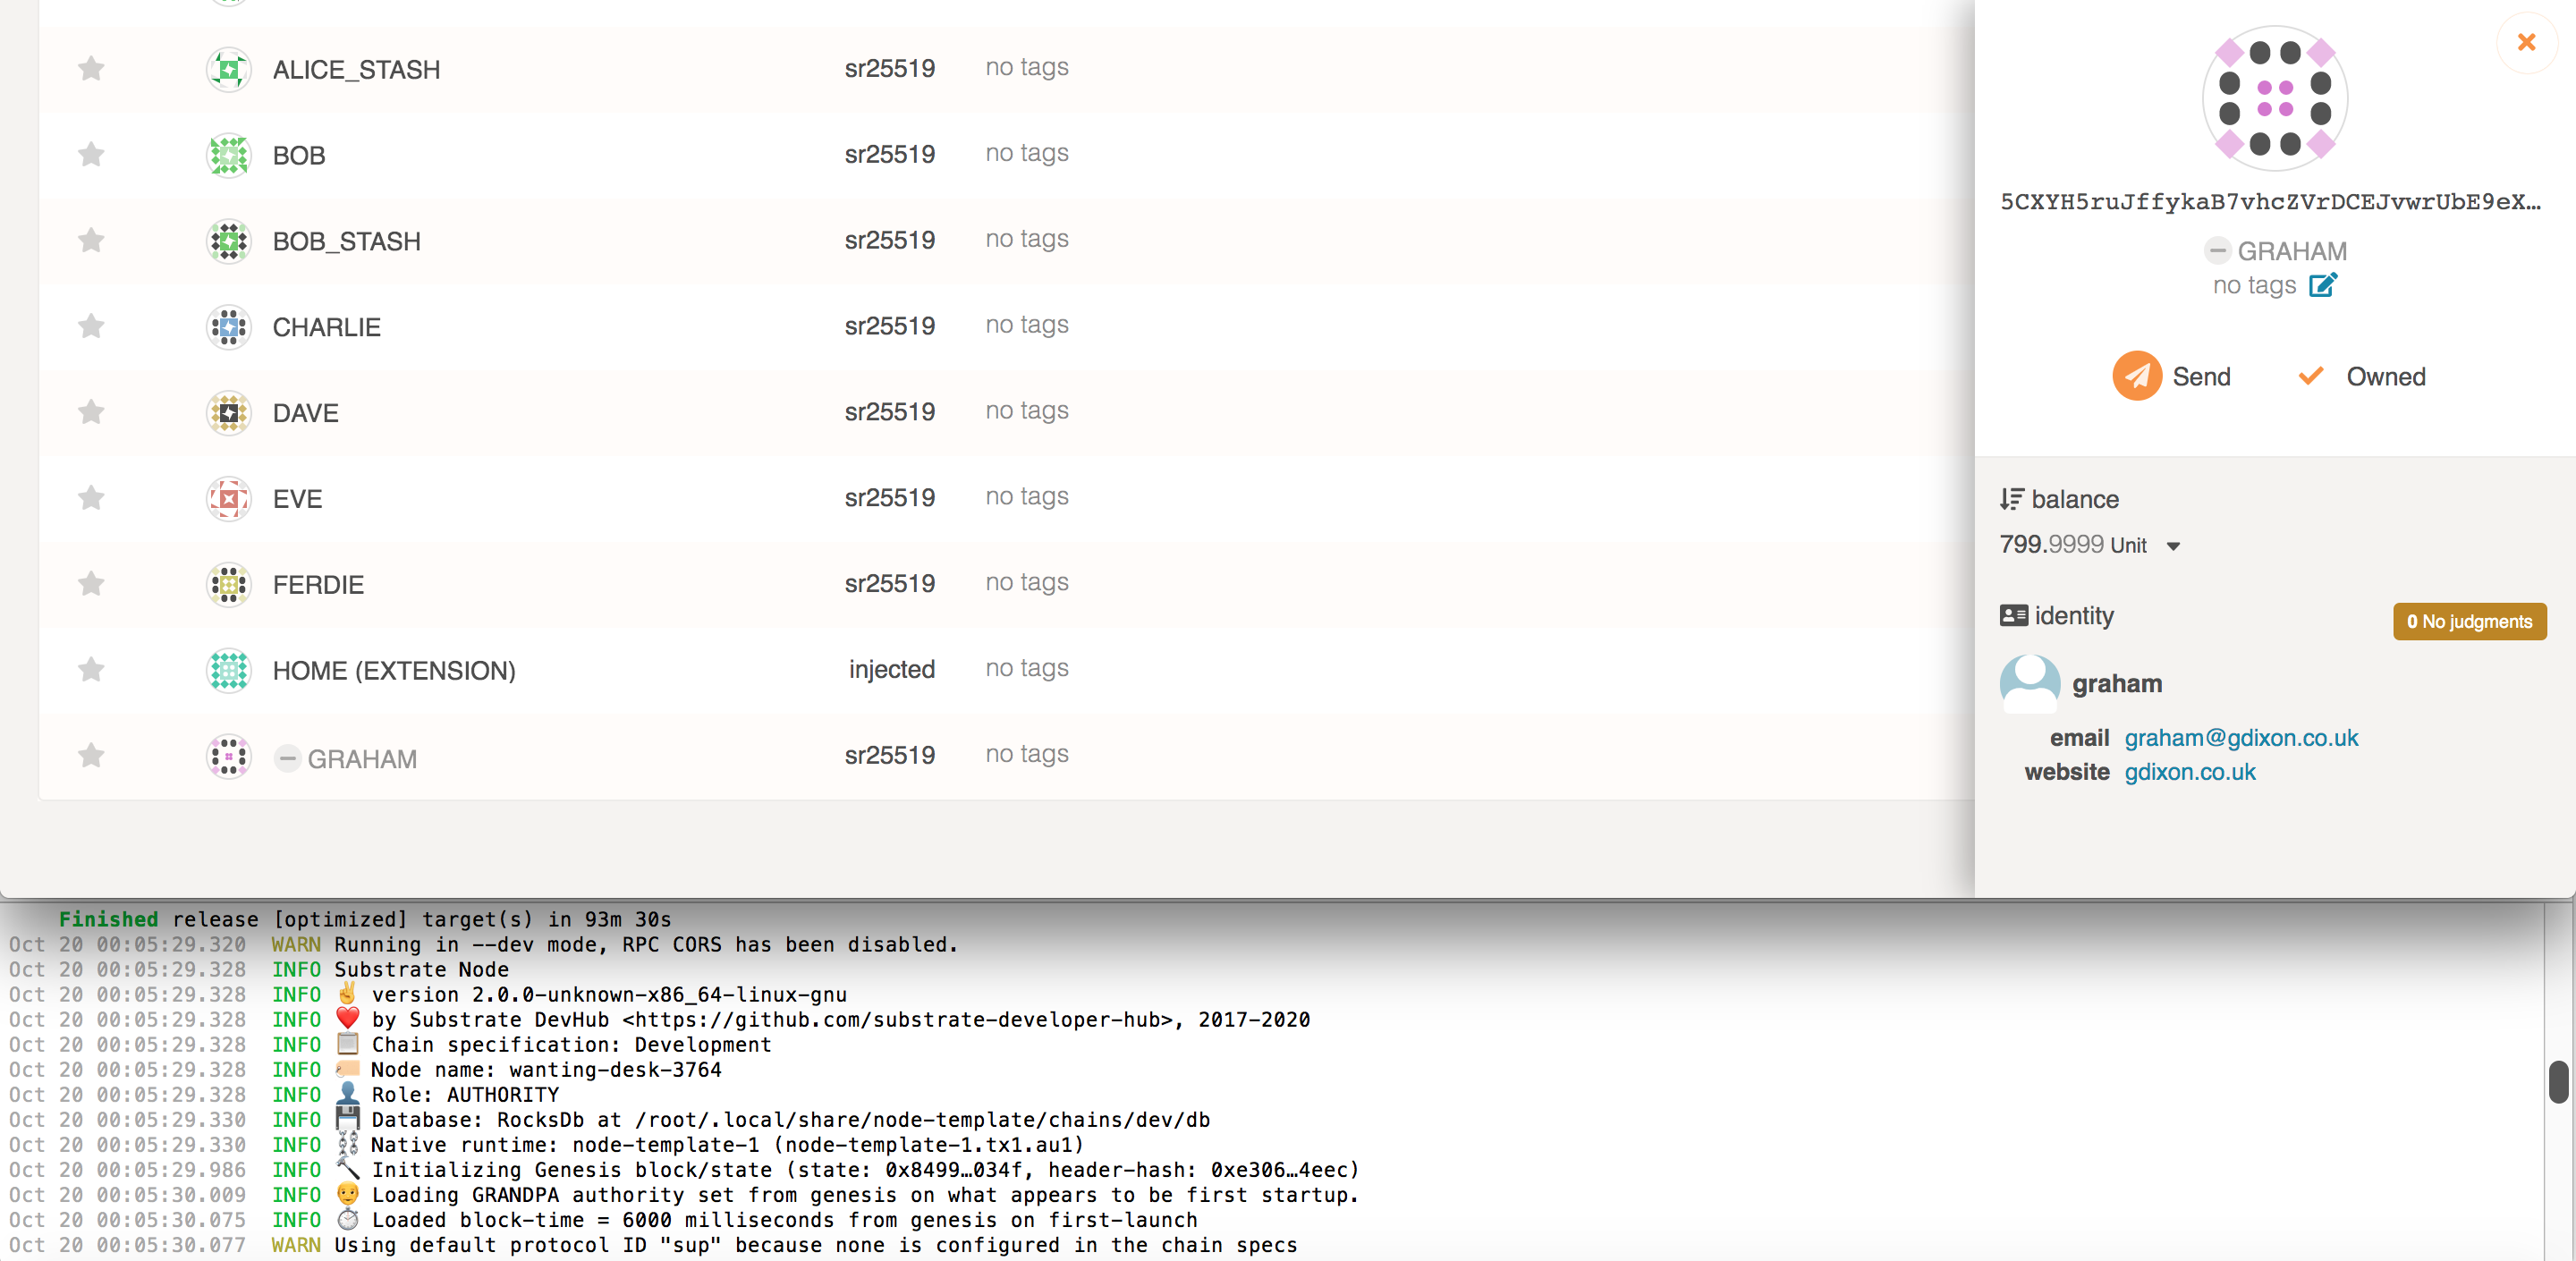 ALICE_STASH sr25519 no tags
BOB sr25519 no tags
BOB_STASH sr25519 no tags
CHARLIE sr25519 no tags
DAVE sr25519 no tags
EVE sr25519 no tags
FERDIE sr25519 no tags
HOME (EXTENSION) injected no tags
GRAHAM sr25519 no tags
5CXYH5ruJffykaB7vhcZVrDCEJvwrUbE9eX…
GRAHAM
no tags
Send Owned
balance
799.9999 Unit
identity 0 No judgments
graham
email graham@gdixon.co.uk
website gdixon.co.uk
Finished release [optimized] target(s) in 93m 30s
Oct 20 00:05:29.320 WARN Running in --dev mode, RPC CORS has been disabled.
Oct 20 00:05:29.328 INFO Substrate Node
Oct 20 00:05:29.328 INFO ✌️ version 2.0.0-unknown-x86_64-linux-gnu
Oct 20 00:05:29.328 INFO ❤️ by Substrate DevHub <https://github.com/substrate-developer-hub>, 2017-2020
Oct 20 00:05:29.328 INFO 📋 Chain specification: Development
Oct 20 00:05:29.328 INFO 🏷 Node name: wanting-desk-3764
Oct 20 00:05:29.328 INFO 👤 Role: AUTHORITY
Oct 20 00:05:29.330 INFO 💾 Database: RocksDb at /root/.local/share/node-template/chains/dev/db
Oct 20 00:05:29.330 INFO ⛓ Native runtime: node-template-1 (node-template-1.tx1.au1)
Oct 20 00:05:29.986 INFO 🔨 Initializing Genesis block/state (state: 0x8499…034f, header-hash: 0xe306…4eec)
Oct 20 00:05:30.009 INFO 👴 Loading GRANDPA authority set from genesis on what appears to be first startup.
Oct 20 00:05:30.075 INFO ⏱ Loaded block-time = 6000 milliseconds from genesis on first-launch
Oct 20 00:05:30.077 WARN Using default protocol ID "sup" because none is configured in the chain specs